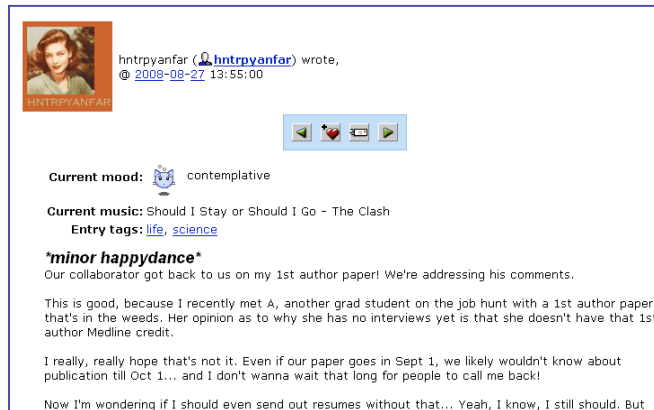 HNTRPYANFAR
hntrpyanfar (hntrpyanfar) wrote,
@ 2008-08-27 13:55:00
Current mood: contemplative
Current music: Should I Stay or Should I Go - The Clash
Entry tags: life, science
*minor happydance*
Our collaborator got back to us on my 1st author paper! We're addressing his comments.
This is good, because I recently met A, another grad student on the job hunt with a 1st author paper
that's in the weeds. Her opinion as to why she has no interviews yet is that she doesn't have that 1st
author Medline credit.
I really, really hope that's not it. Even if our paper goes in Sept 1, we likely wouldn't know about
publication till Oct 1... and I don't wanna wait that long for people to call me back!
Now I'm wondering if I should even send out resumes without that... Yeah, I know, I still should. But